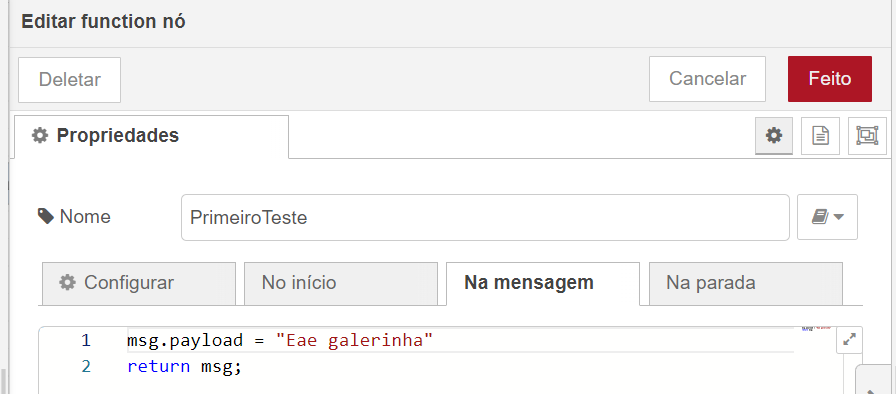 Editar function nó
Deletar Cancelar Feito
Propriedades
Nome PrimeiroTeste
Configurar No início Na mensagem Na parada
1 msg.payload = "Eae galerinha"
2 return msg;